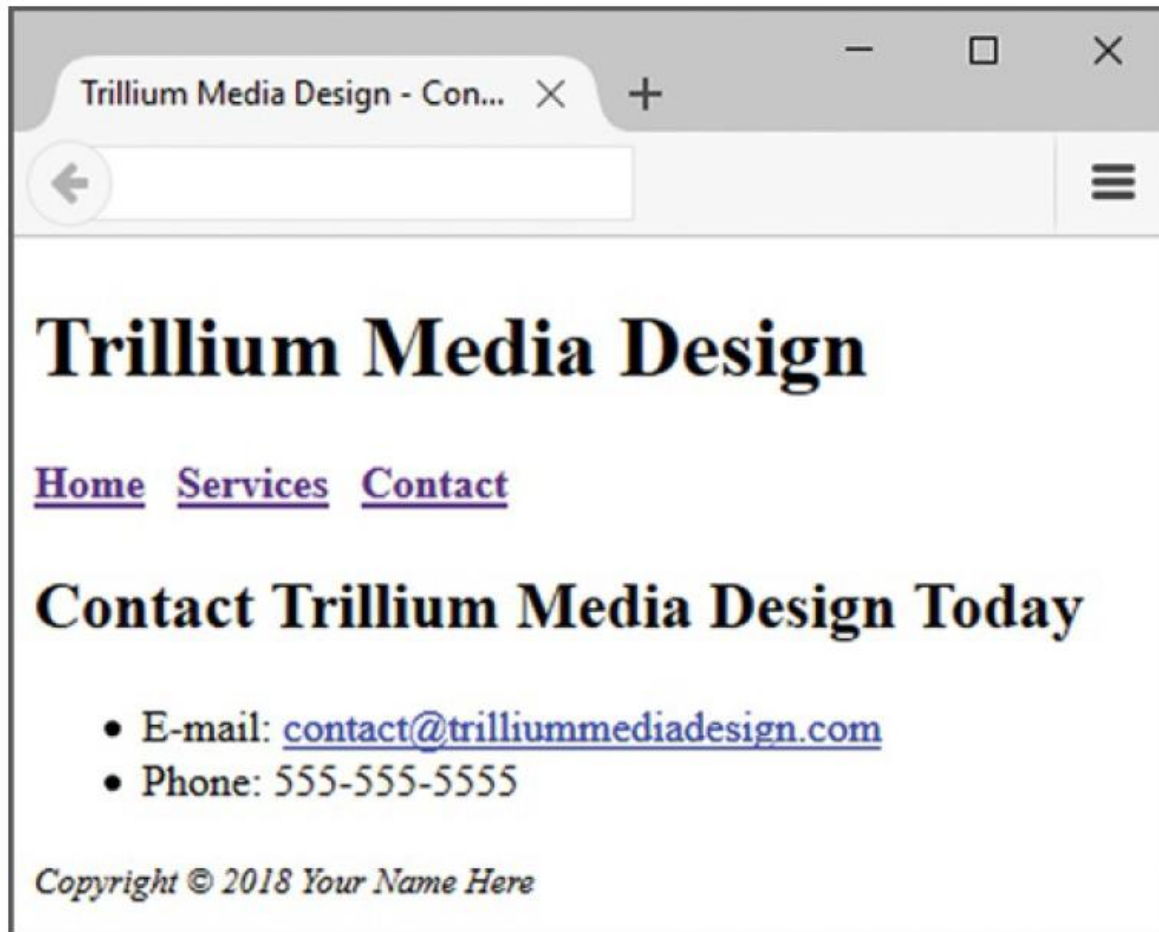 Trillium Media Design - Con...
Trillium Media Design
Home Services Contact
Contact Trillium Media Design Today
• E-mail: contact@trilliummediadesign.com
• Phone: 555-555-5555
Copyright © 2018 Your Name Here